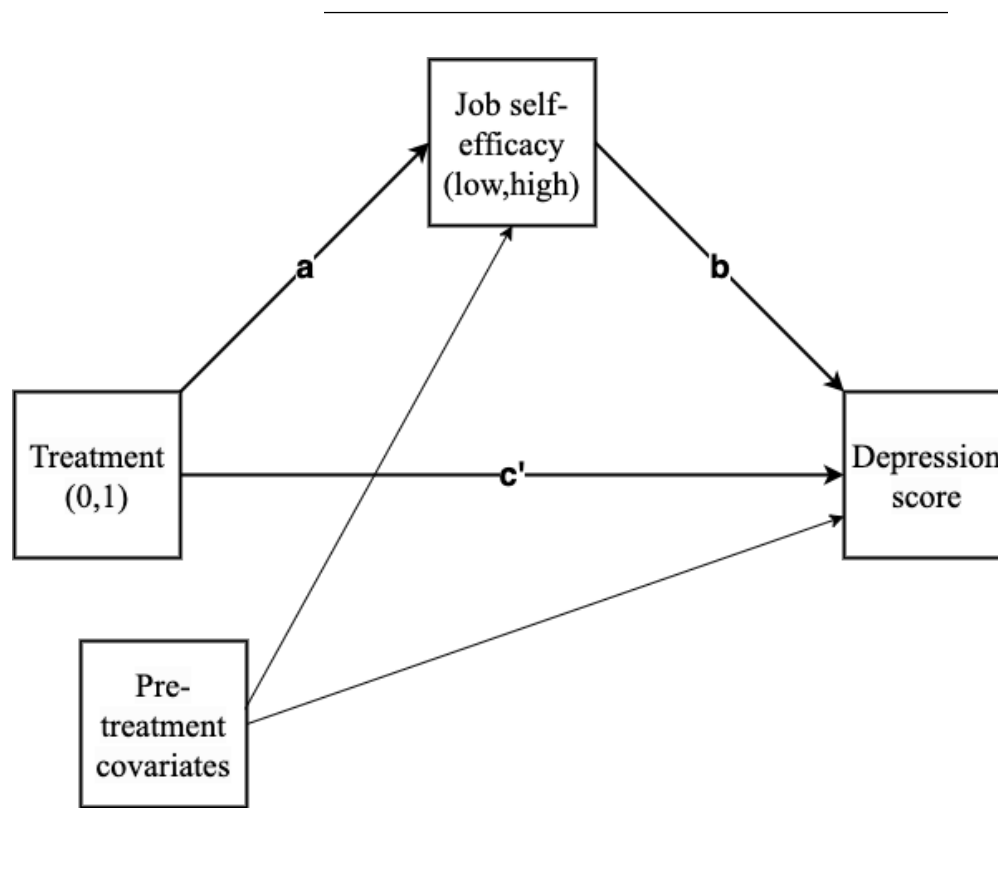 Job self-
efficacy
(low,high)
a
b
Treatment
(0,1)
c'
Depression
score
Pre-
treatment
covariates